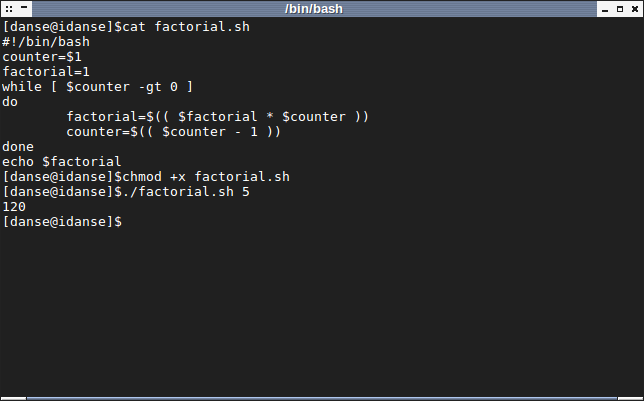 /bin/bash
[danse@idanse]$cat factorial.sh
#!/bin/bash
counter=$1
factorial=1
while [ $counter -gt 0 ]
do
        factorial=$(( $factorial * $counter ))
        counter=$(( $counter - 1 ))
done
echo $factorial
[danse@idanse]$chmod +x factorial.sh
[danse@idanse]$./factorial.sh 5
120
[danse@idanse]$